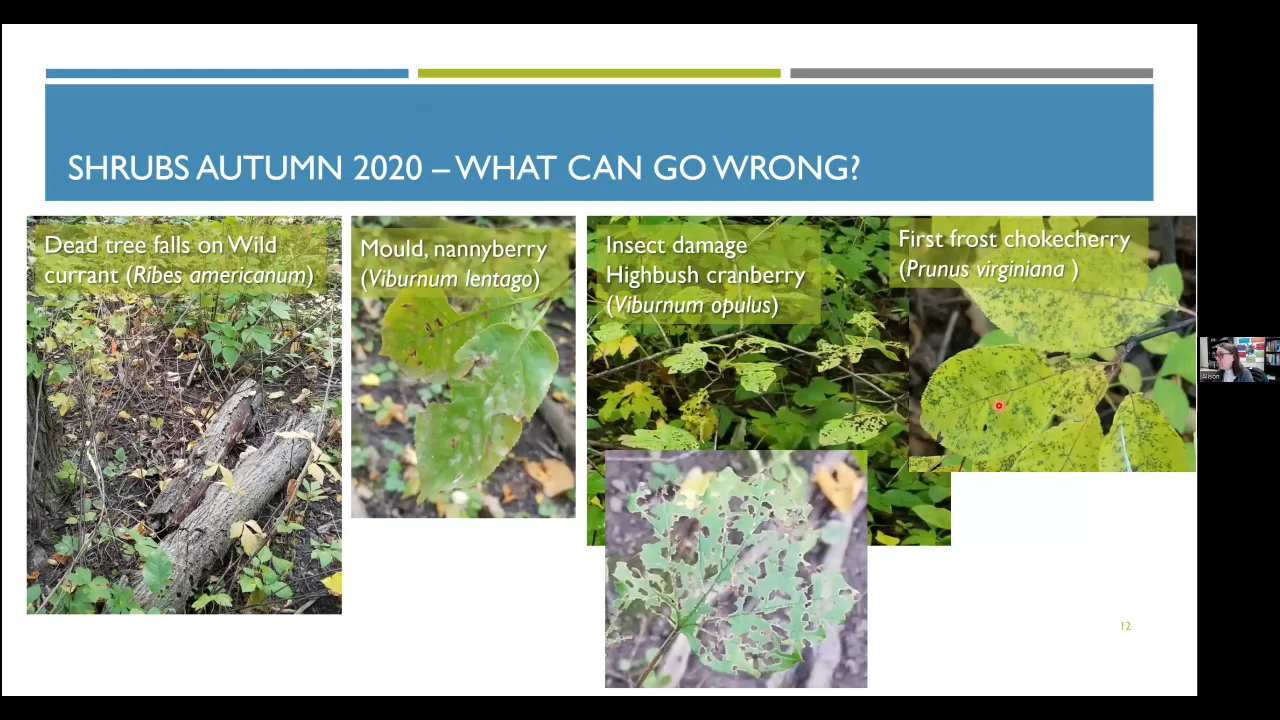 SHRUBS AUTUMN 2020 – WHAT CAN GO WRONG?
Dead tree falls on Wild
currant (Ribes americanum)
Mould, nannyberry
(Viburnum lentago)
Insect damage
Highbush cranberry
(Viburnum opulus)
First frost chokecherry
(Prunus virginiana )
12
Alison